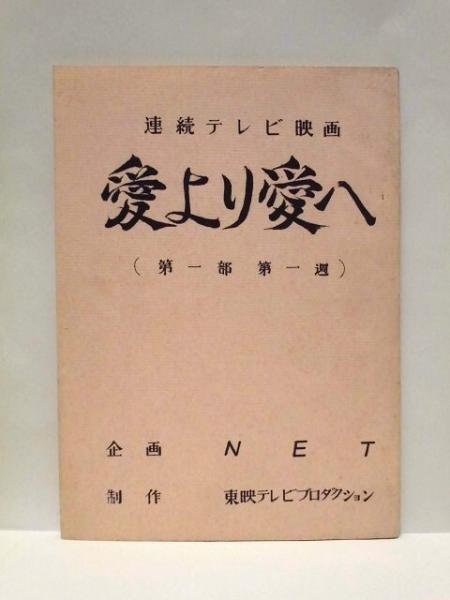 連続テレビ映画
愛より愛へ
（第一部 第一週）
企画 NET
制作 東映テレビプロダクション